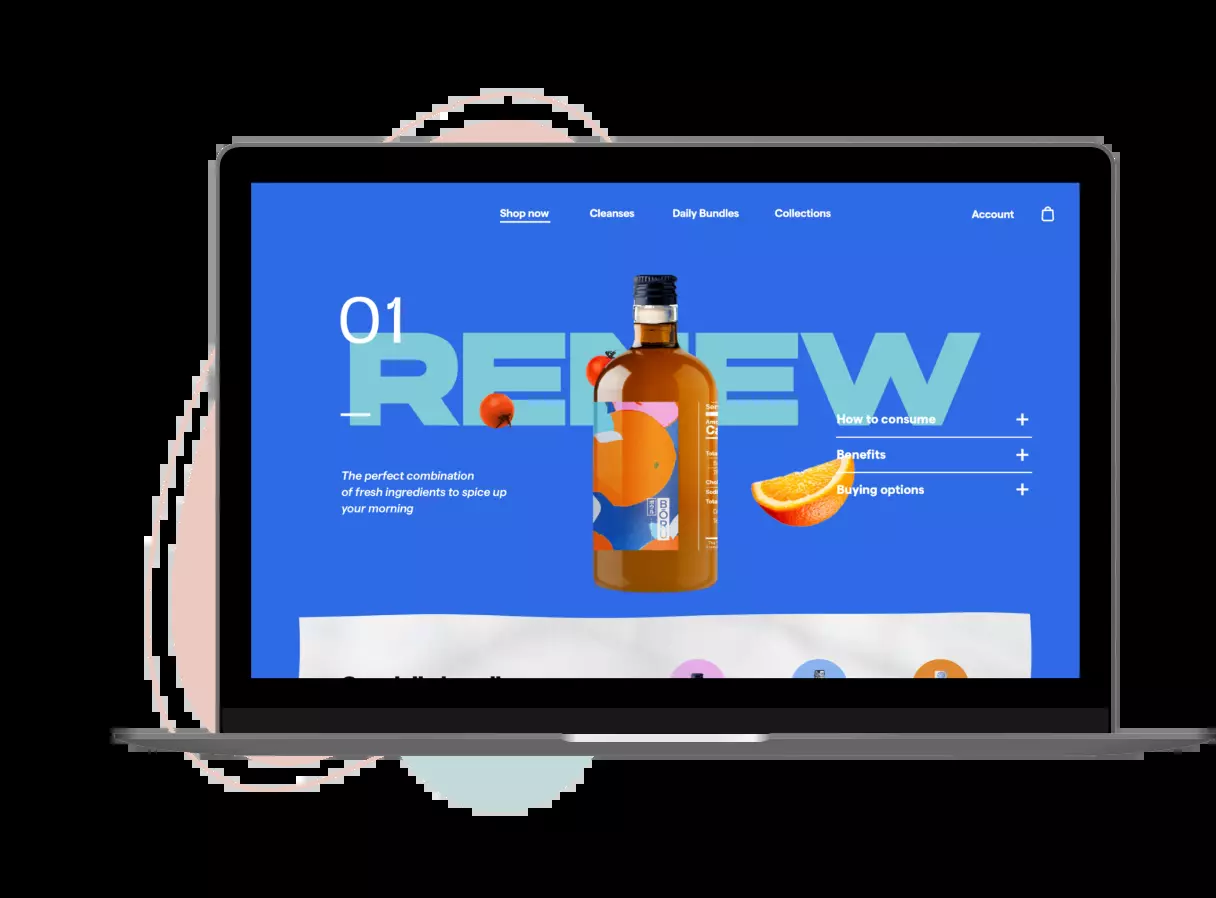 Shop now
Cleanses
Daily Bundles
Collections
Account
01
RENEW
How to consume
Benefits
Buying options
The perfect combination
of fresh ingredients to spice up
your morning
BORU